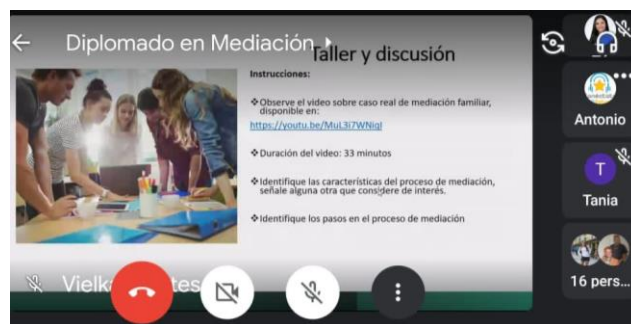 Diplomado en Mediación
Taller y discusión
Instrucciones:
❖Observe el video sobre caso real de mediación familiar,
disponible en:
https://youtu.be/MuL3i7WNiqI
❖Duración del video: 33 minutos
❖Identifique las características del proceso de mediación,
señale alguna otra que considere de interés.
❖Identifique los pasos en el proceso de mediación
Antonio
T
Tania
16 pers...